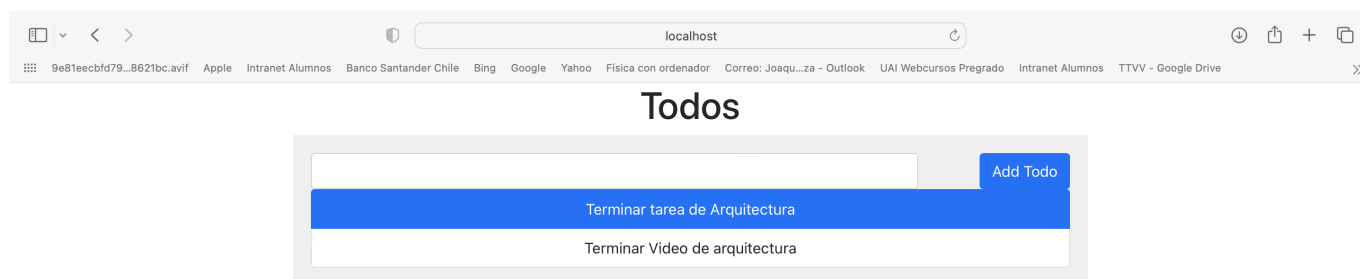 localhost
9e81eecbfd79...8621bc.avif Apple Intranet Alumnos Banco Santander Chile Bing Google Yahoo Física con ordenador Correo: Joaqu...za - Outlook UAI Webcursos Pregrado Intranet Alumnos TTVV - Google Drive
Todos
Add Todo
Terminar tarea de Arquitectura
Terminar Video de arquitectura